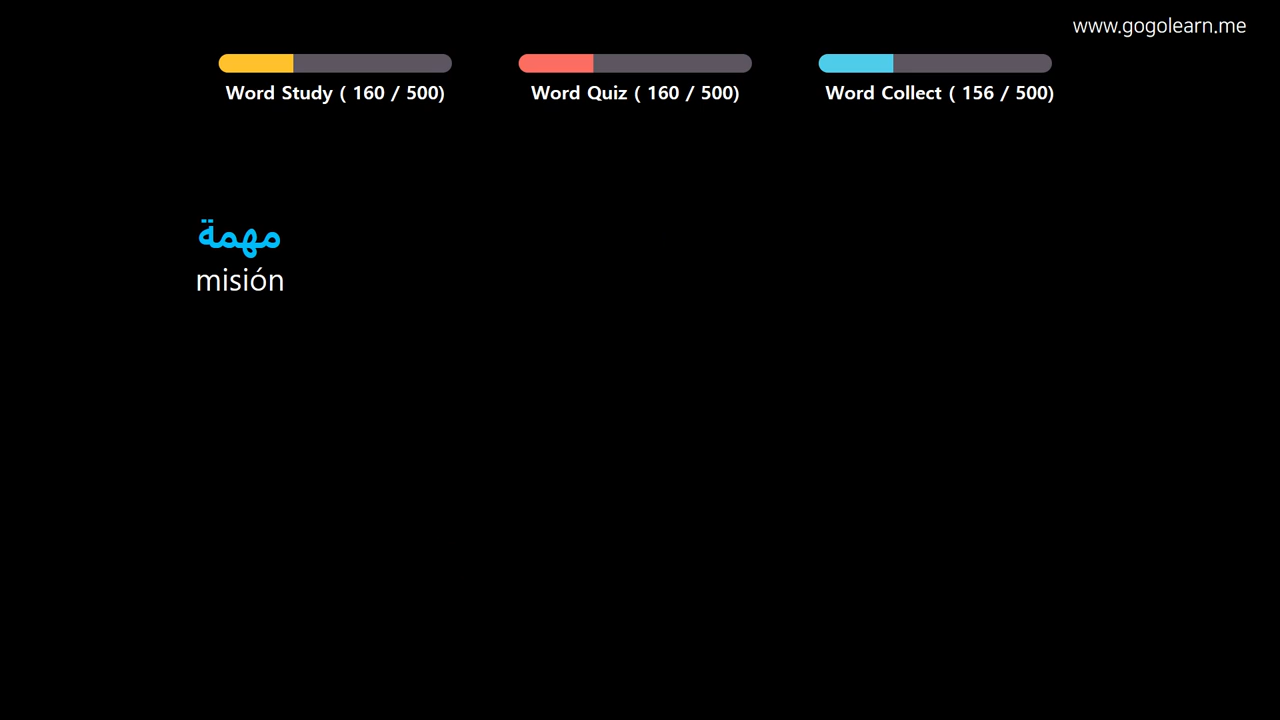 www.gogolearn.me
Word Study ( 160 / 500)
Word Quiz ( 160 / 500)
Word Collect ( 156 / 500)
مهمة
misión